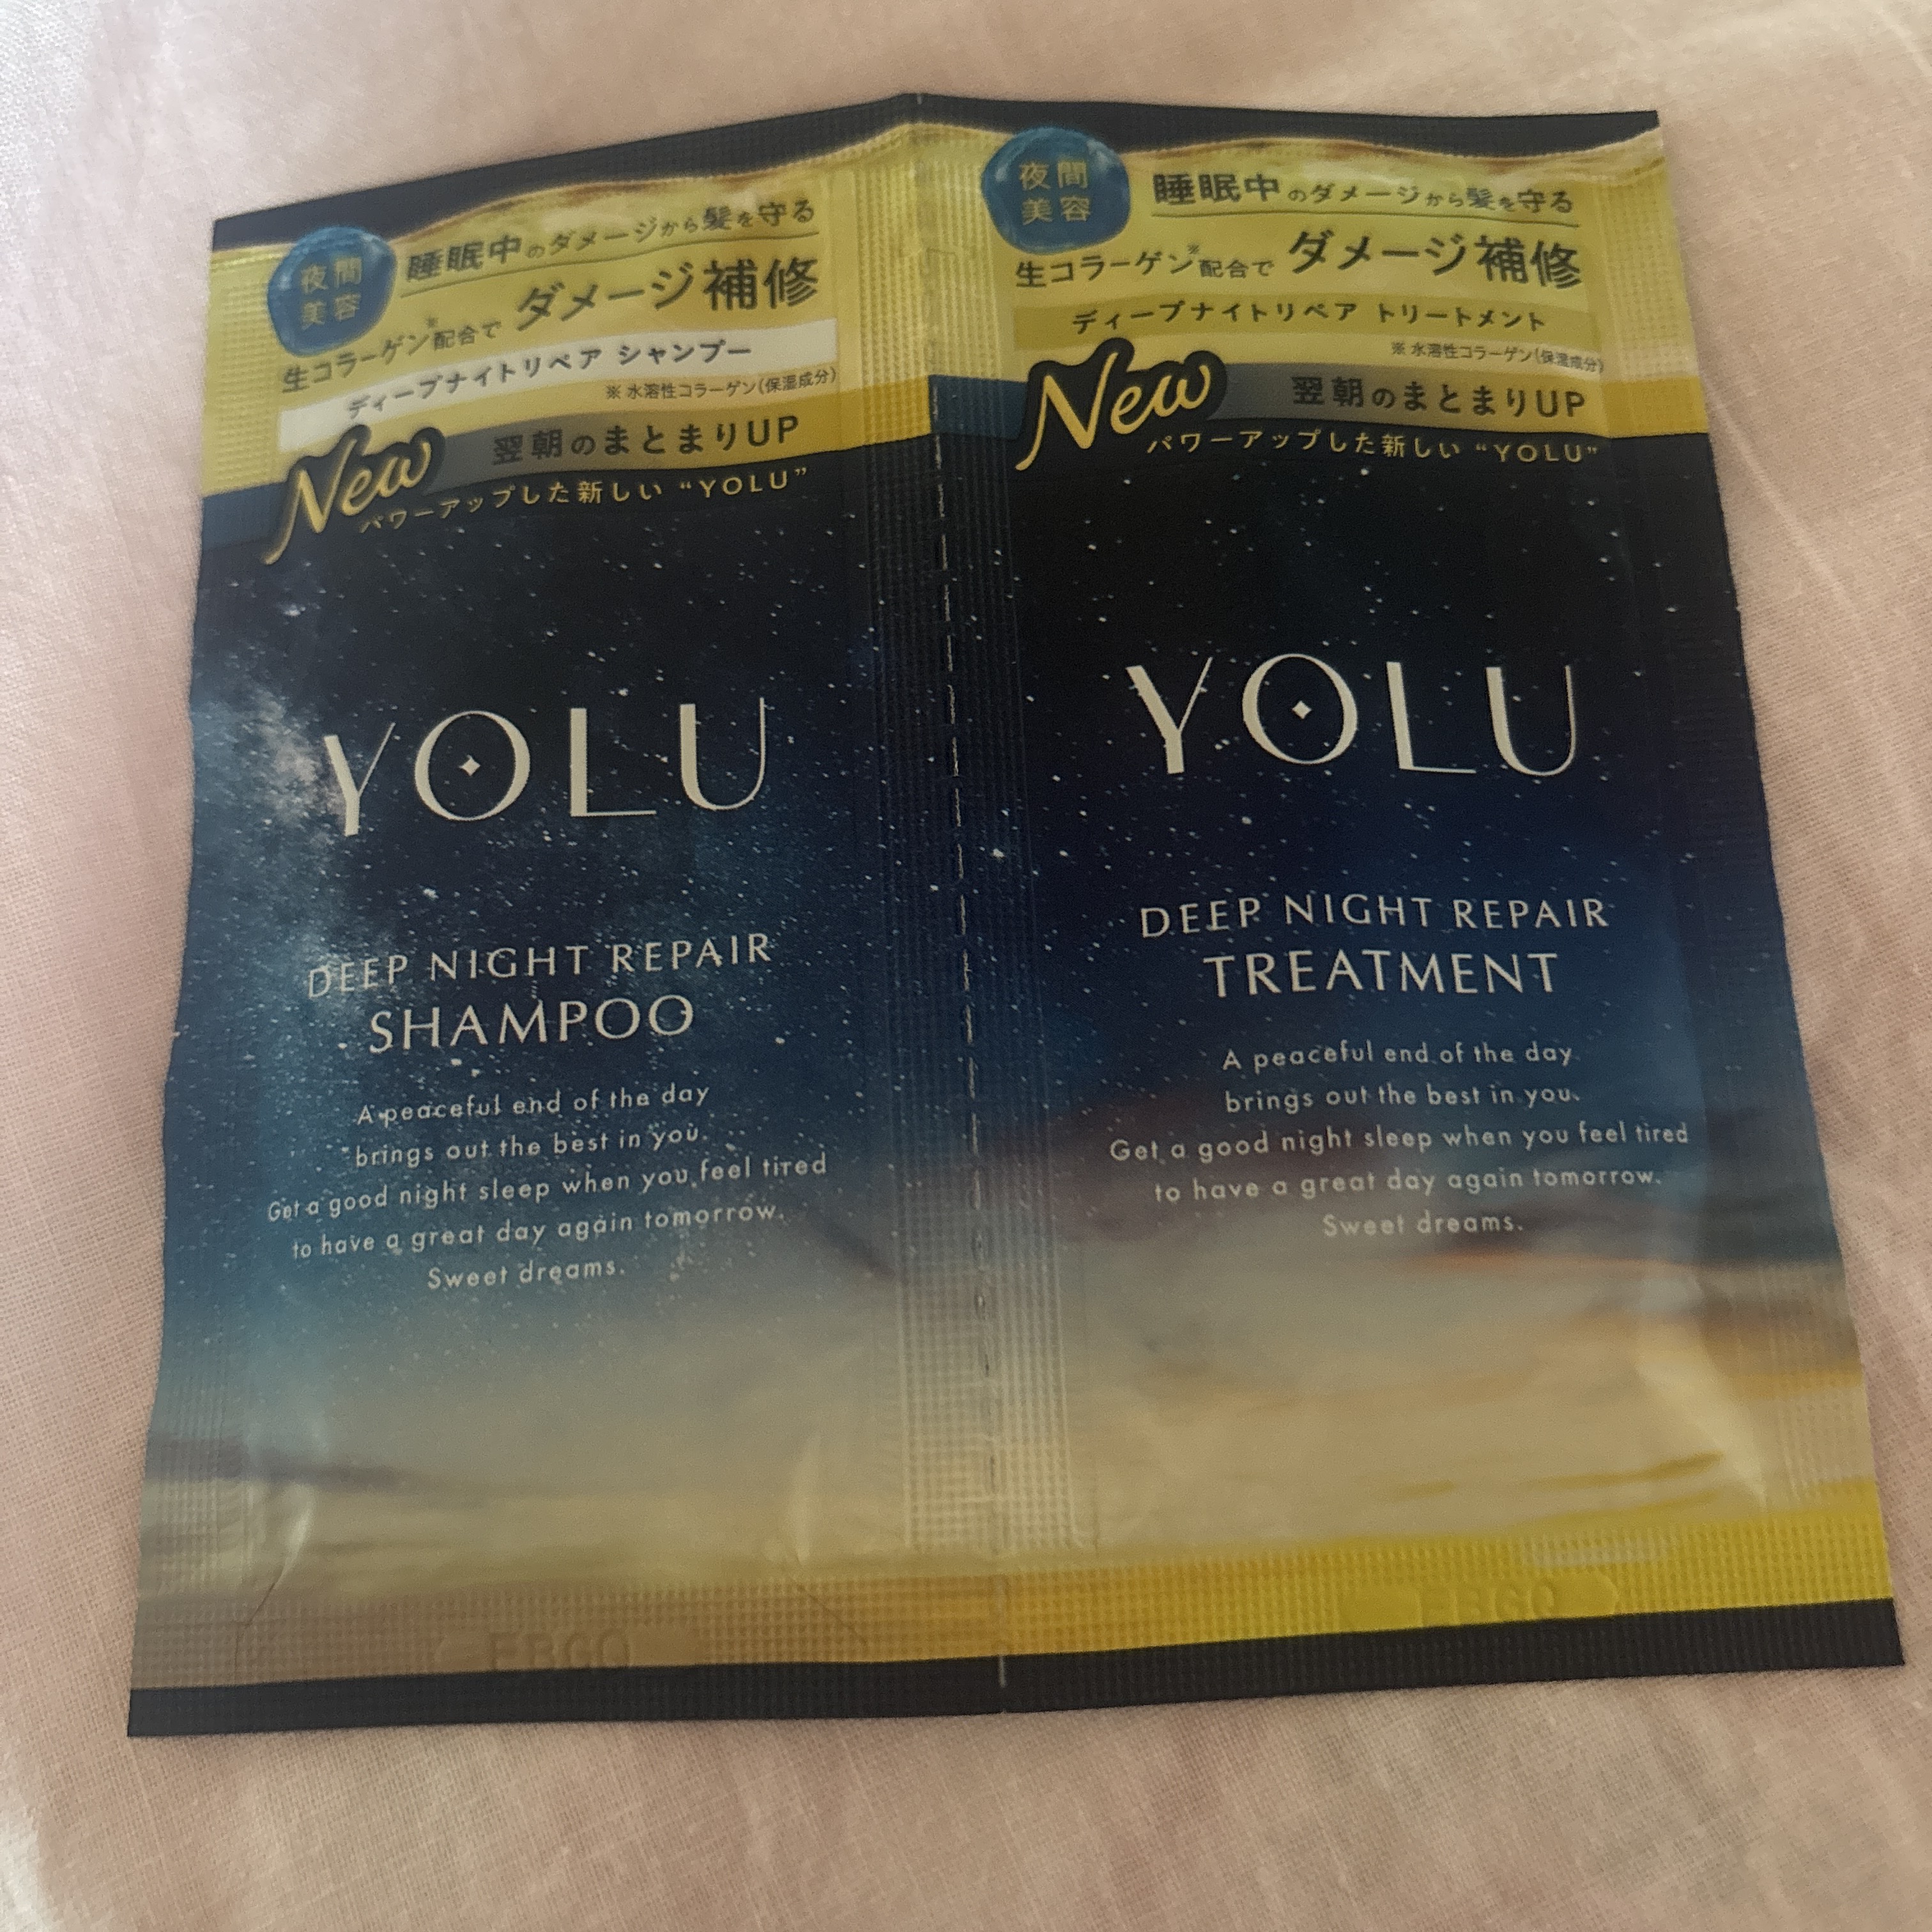 夜間
美容
睡眠中のダメージから髪を守る
生コラーゲン※配合で ダメージ補修
ディープナイトリペア シャンプー
※ 水溶性コラーゲン(保湿成分)
New
翌朝のまとまりUP
パワーアップした新しい “YOLU”
YOLU
DEEP NIGHT REPAIR
SHAMPOO
A peaceful end of the day
brings out the best in you.
Get a good night sleep when you feel tired
to have a great day again tomorrow.
Sweet dreams.
EBGO
夜間
美容
睡眠中のダメージから髪を守る
生コラーゲン※配合で ダメージ補修
ディープナイトリペア トリートメント
※ 水溶性コラーゲン(保湿成分)
New
翌朝のまとまりUP
パワーアップした新しい “YOLU”
YOLU
DEEP NIGHT REPAIR
TREATMENT
A peaceful end of the day
brings out the best in you.
Get a good night sleep when you feel tired
to have a great day again tomorrow.
Sweet dreams.
EBGO